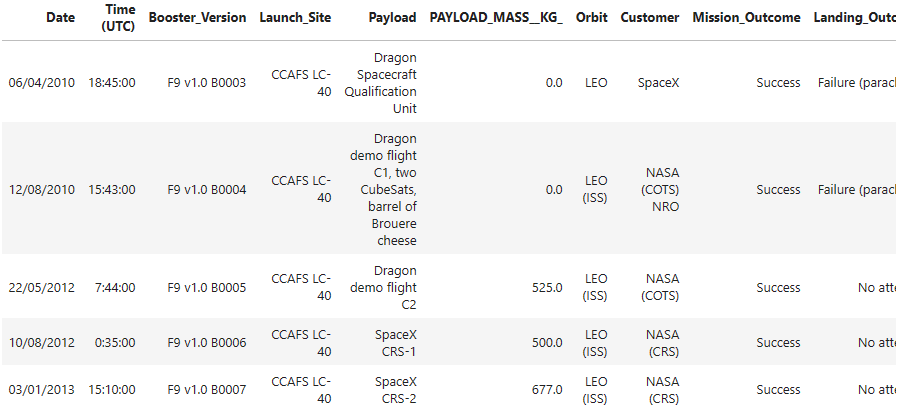 Date Time (UTC) Booster_Version Launch_Site Payload PAYLOAD_MASS__KG_ Orbit Customer Mission_Outcome Landing_Outc
06/04/2010 18:45:00 F9 v1.0 B0003 CCAFS LC-40 Dragon Spacecraft Qualification Unit 0.0 LEO SpaceX Success Failure (parac
12/08/2010 15:43:00 F9 v1.0 B0004 CCAFS LC-40 Dragon demo flight C1, two CubeSats, barrel of Brouere cheese 0.0 LEO (ISS) NASA (COTS) NRO Success Failure (parac
22/05/2012 7:44:00 F9 v1.0 B0005 CCAFS LC-40 Dragon demo flight C2 525.0 LEO (ISS) NASA (COTS) Success No atte
10/08/2012 0:35:00 F9 v1.0 B0006 CCAFS LC-40 SpaceX CRS-1 500.0 LEO (ISS) NASA (CRS) Success No atte
03/01/2013 15:10:00 F9 v1.0 B0007 CCAFS LC-40 SpaceX CRS-2 677.0 LEO (ISS) NASA (CRS) Success No atte